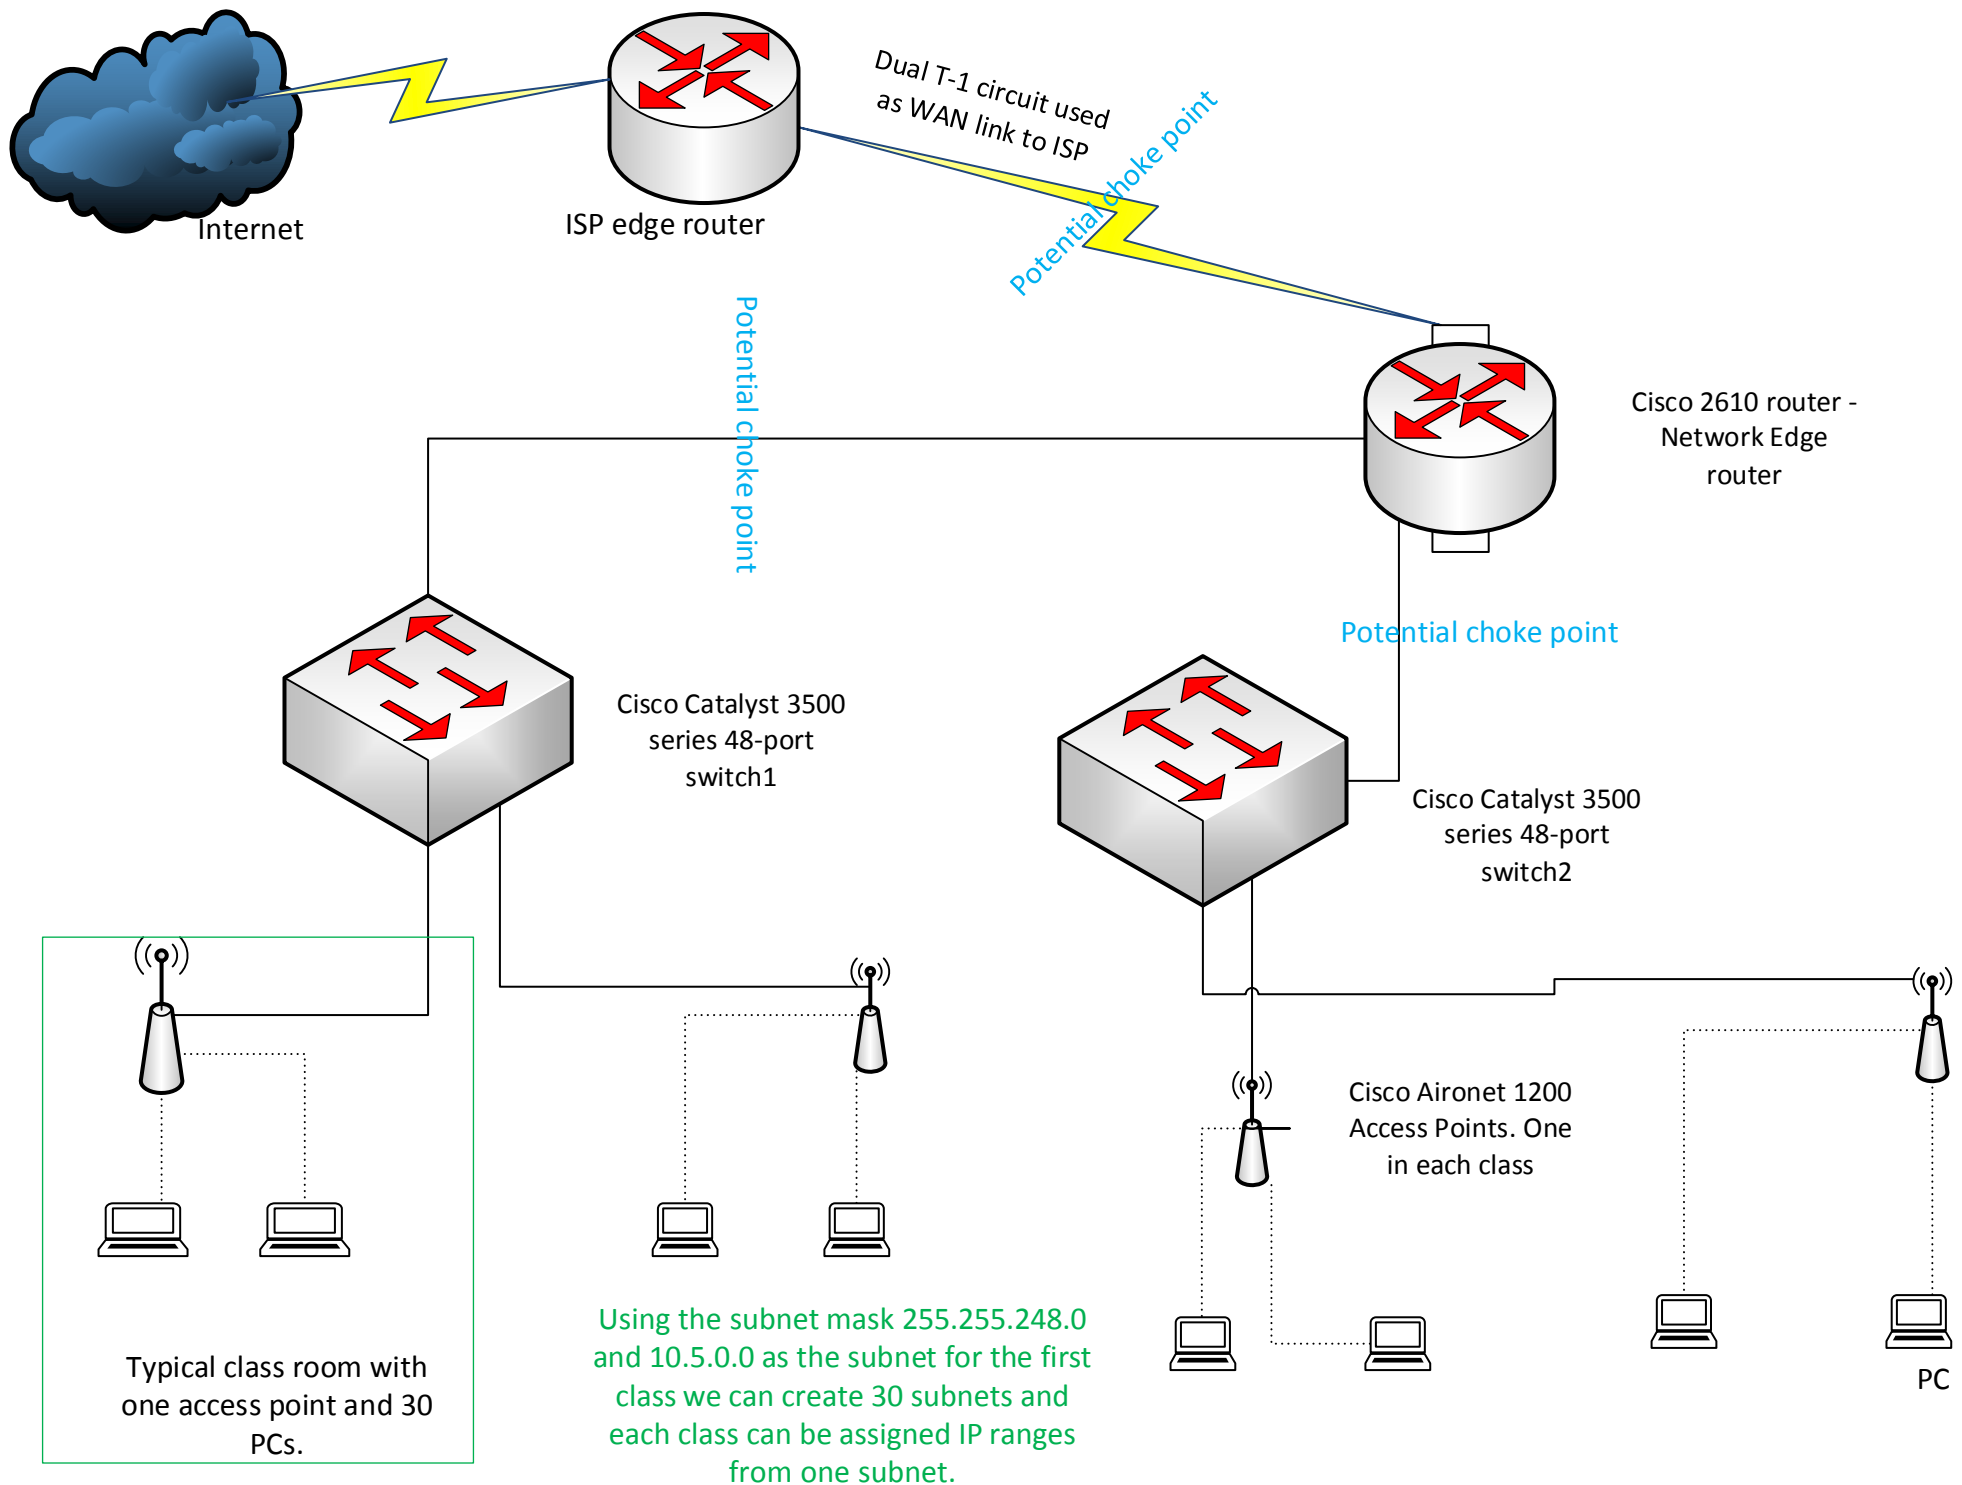 Internet
ISP edge router
Dual T-1 circuit used
as WAN link to ISP
Potential choke point
Potential choke point
Cisco 2610 router -
Network Edge
router
Potential choke point
Cisco Catalyst 3500
series 48-port
switch1
Cisco Catalyst 3500
series 48-port
switch2
Cisco Aironet 1200
Access Points. One
in each class
Typical class room with
one access point and 30
PCs.
Using the subnet mask 255.255.248.0
and 10.5.0.0 as the subnet for the first
class we can create 30 subnets and
each class can be assigned IP ranges
from one subnet.
PC